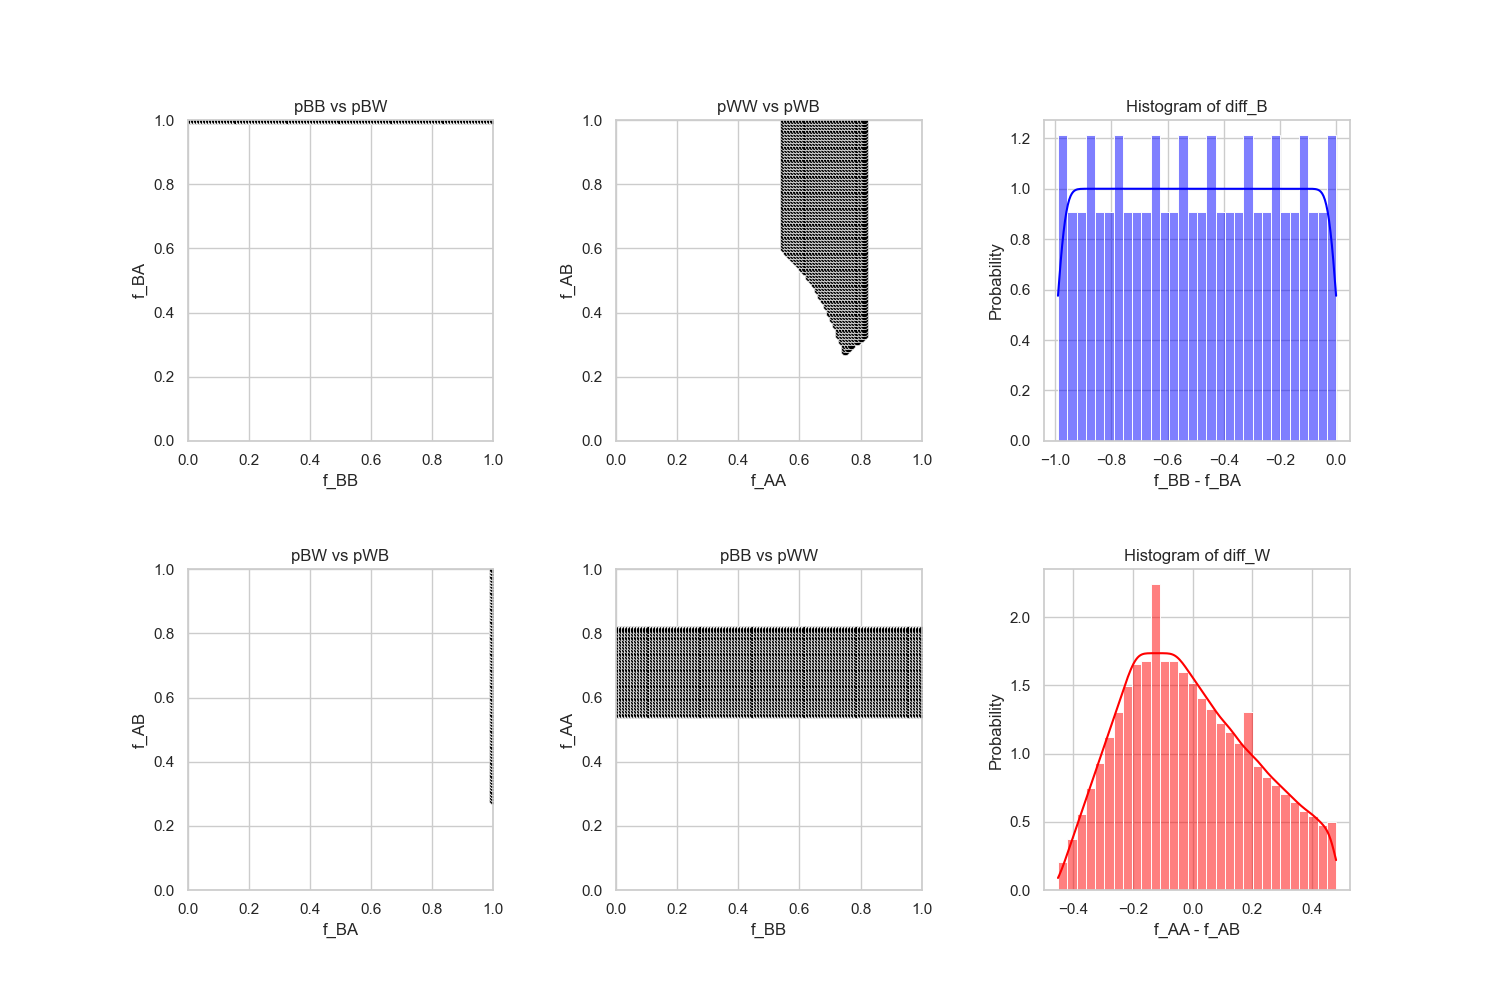 pBB vs pBW
1.0
0.8
0.6
0.4
0.2
0.0
f_BA
0.0 0.2 0.4 0.6 0.8 1.0
f_BB
pWW vs pWB
1.0
0.8
0.6
0.4
0.2
0.0
f_AB
0.0 0.2 0.4 0.6 0.8 1.0
f_AA
Histogram of diff_B
1.2
1.0
0.8
0.6
0.4
0.2
0.0
Probability
−1.0 −0.8 −0.6 −0.4 −0.2 0.0
f_BB - f_BA
pBW vs pWB
1.0
0.8
0.6
0.4
0.2
0.0
f_AB
0.0 0.2 0.4 0.6 0.8 1.0
f_BA
pBB vs pWW
1.0
0.8
0.6
0.4
0.2
0.0
f_AA
0.0 0.2 0.4 0.6 0.8 1.0
f_BB
Histogram of diff_W
2.0
1.5
1.0
0.5
0.0
Probability
−0.4 −0.2 0.0 0.2 0.4
f_AA - f_AB